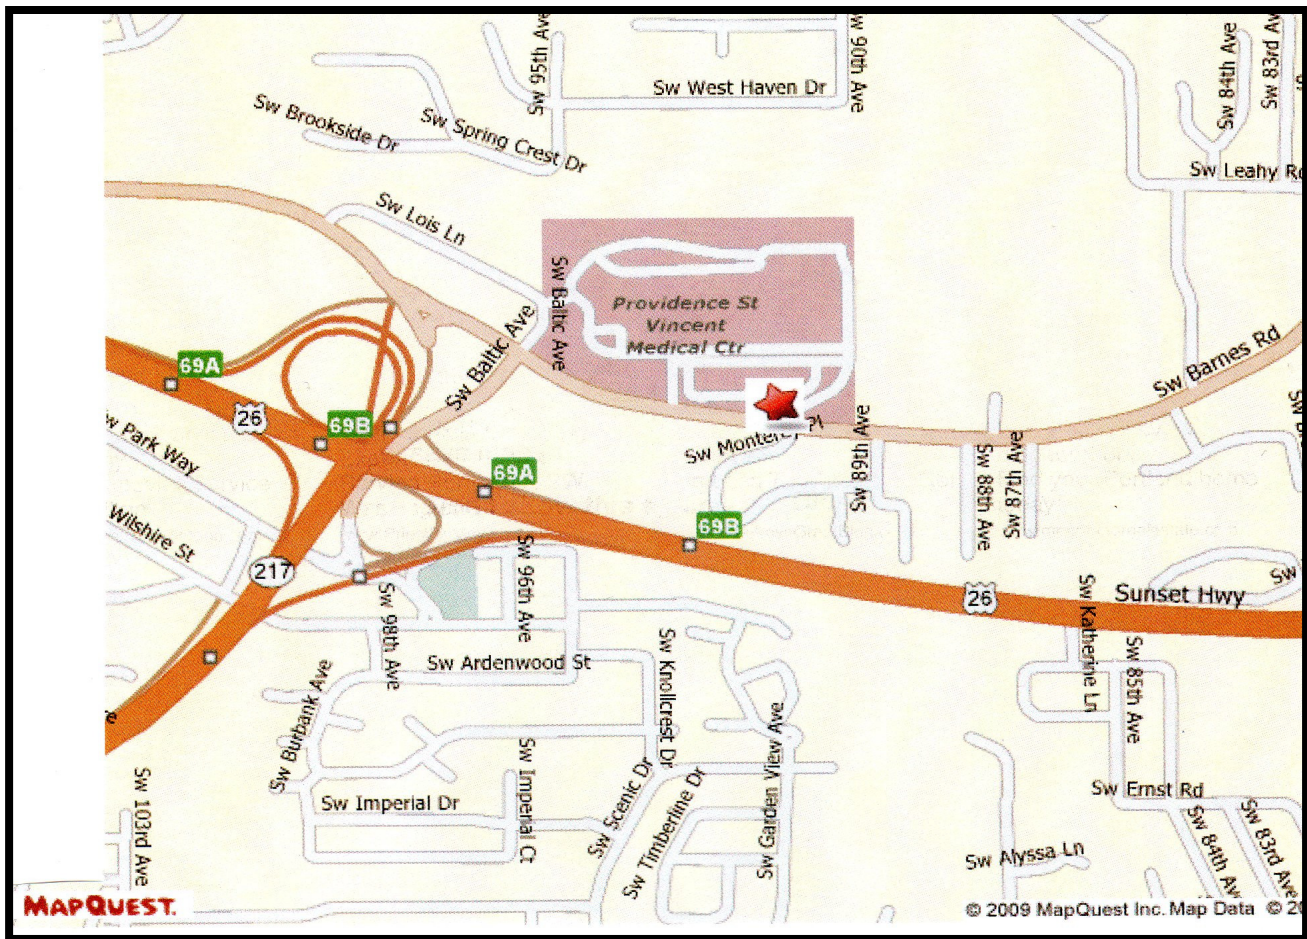 Sw 95th Ave
Sw 90th Ave
Sw West Haven Dr
Sw 84th Ave
Sw 83rd Av
Sw Brookside Dr
Sw Spring Crest Dr
Sw Leahy Rd
Sw Lois Ln
Sw Baltic Ave
Providence St
Vincent
Medical Ctr
Sw Baltic Ave
Sw Barnes Rd
69A
26
69B
w Park Way
Sw Monterey Pl
Sw 89th Ave
Sw 88th Ave
Sw 87th Ave
69A
69B
Wilshire St
217
Sw 96th Ave
Sw 98th Ave
26
Sunset Hwy
Sw
Sw Katherine Ln
Sw 85th Ave
Sw Ardenwood St
Sw Knollcrest Dr
Sw Burbank Ave
Sw Garden View Ave
Sw 103rd Ave
Sw Imperial Dr
Sw Imperial Ct
Sw Scenic Dr
Sw Timberline Dr
Sw Ernst Rd
Sw 84th Av
Sw 83rd Ave
Sw Alyssa Ln
MAPQUEST.
© 2009 MapQuest Inc. Map Data © 20